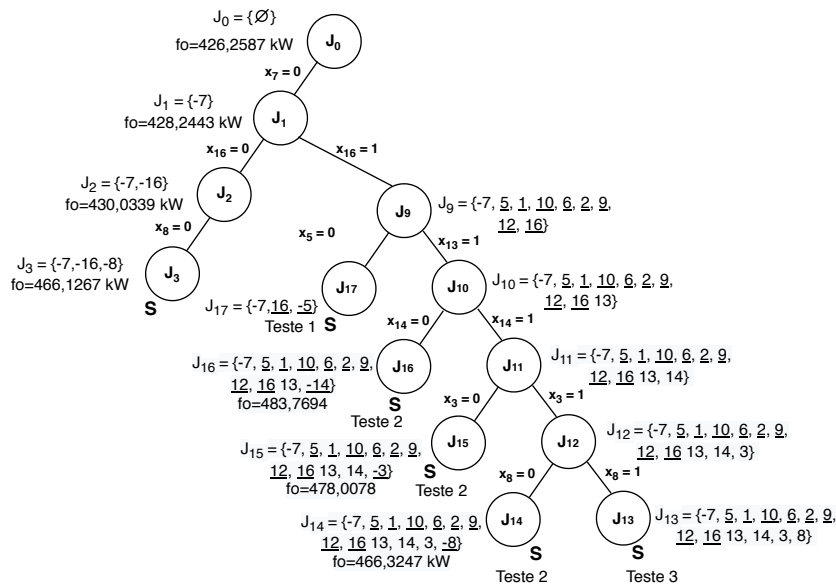 J0 = {∅}
fo=426,2587 kW
J0
x7 = 0
J1 = {-7}
fo=428,2443 kW
J1
x16 = 0
x16 = 1
J2 = {-7,-16}
fo=430,0339 kW
J2
J9
J9 = {-7, 5, 1, 10, 6, 2, 9,
12, 16}
x8 = 0
x5 = 0
x13 = 1
J3 = {-7,-16,-8}
fo=466,1267 kW
J3
S
J17 = {-7,16, -5}
Teste 1
J17
S
J10
J10 = {-7, 5, 1, 10, 6, 2, 9,
12, 16 13}
x14 = 0
x14 = 1
J16 = {-7, 5, 1, 10, 6, 2, 9,
12, 16 13, -14}
fo=483,7694
J16
S
Teste 2
J11
J11 = {-7, 5, 1, 10, 6, 2, 9,
12, 16 13, 14}
x3 = 0
x3 = 1
J15 = {-7, 5, 1, 10, 6, 2, 9,
12, 16 13, 14, -3}
fo=478,0078
J15
S
Teste 2
J12
J12 = {-7, 5, 1, 10, 6, 2, 9,
12, 16 13, 14, 3}
x8 = 0
x8 = 1
J14 = {-7, 5, 1, 10, 6, 2, 9,
12, 16 13, 14, 3, -8}
fo=466,3247 kW
J14
S
Teste 2
J13
J13 = {-7, 5, 1, 10, 6, 2, 9,
12, 16 13, 14, 3, 8}
S
Teste 3